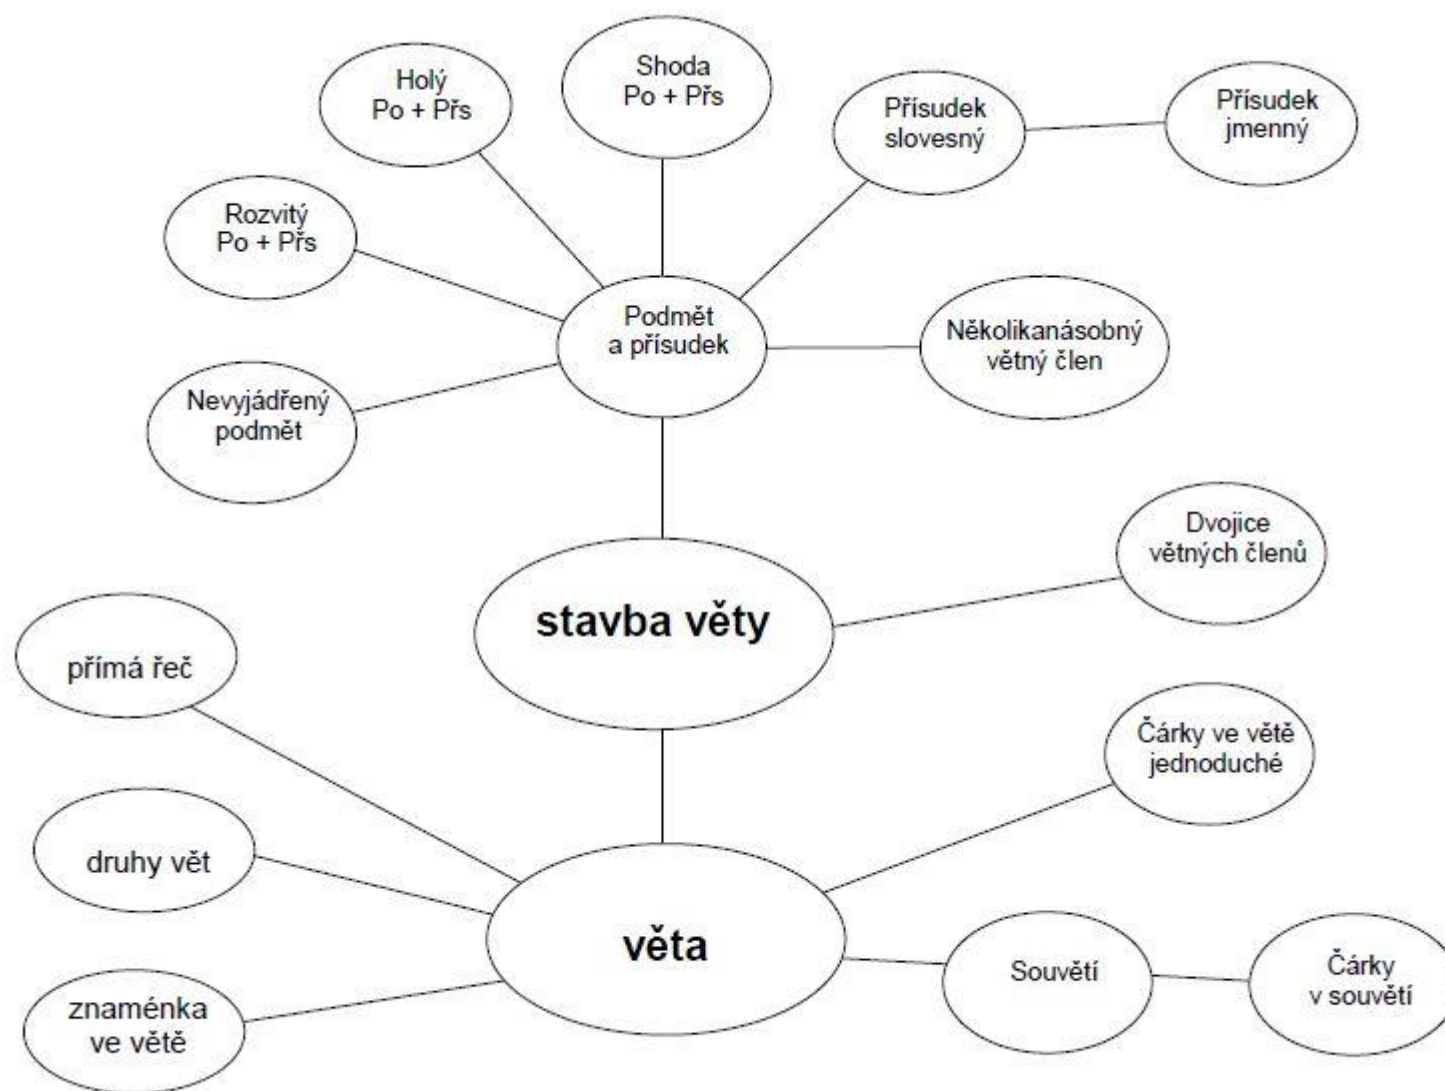 Holý
Po + Přs
Shoda
Po + Přs
Přísudek
slovesný
Přísudek
jmenný
Rozvitý
Po + Přs
Podmět
a přísudek
Několikanásobný
větný člen
Nevyjádřený
podmět
Dvojice
větných členů
stavba věty
přímá řeč
Čárky ve větě
jednoduché
druhy vět
věta
Souvětí
Čárky
v souvětí
znaménka
ve větě